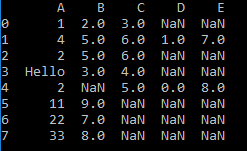 A B C D E
0 1 2.0 3.0 NaN NaN
1 4 5.0 6.0 1.0 7.0
2 2 5.0 6.0 NaN NaN
3 Hello 3.0 4.0 NaN NaN
4 2 NaN 5.0 0.0 8.0
5 11 9.0 NaN NaN NaN
6 22 7.0 NaN NaN NaN
7 33 8.0 NaN NaN NaN